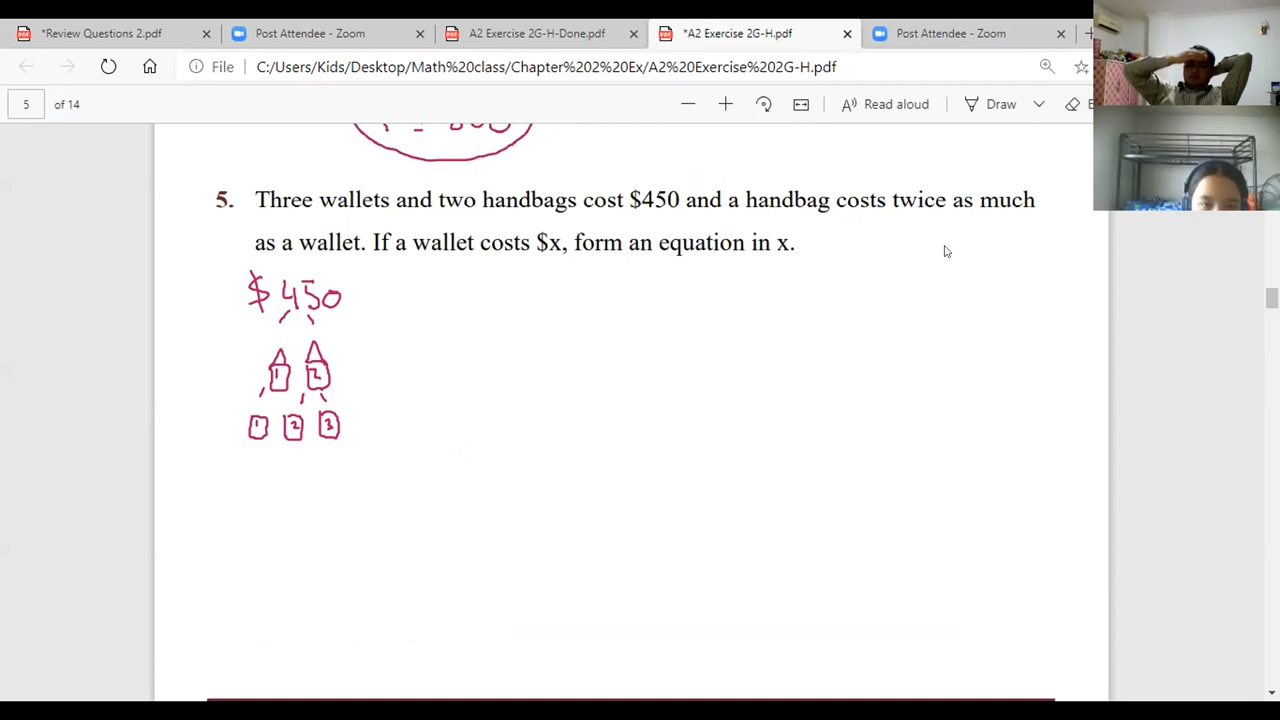 *Review Questions 2.pdf
Post Attendee - Zoom
A2 Exercise 2G-H-Done.pdf
*A2 Exercise 2G-H.pdf
Post Attendee - Zoom
File
C:/Users/Kids/Desktop/Math%20class/Chapter%202%20Ex/A2%20Exercise%202G-H.pdf
5 of 14
Read aloud
Draw
5. Three wallets and two handbags cost $450 and a handbag costs twice as much
as a wallet. If a wallet costs $x, form an equation in x.
$ 450
1 2
1 2 3